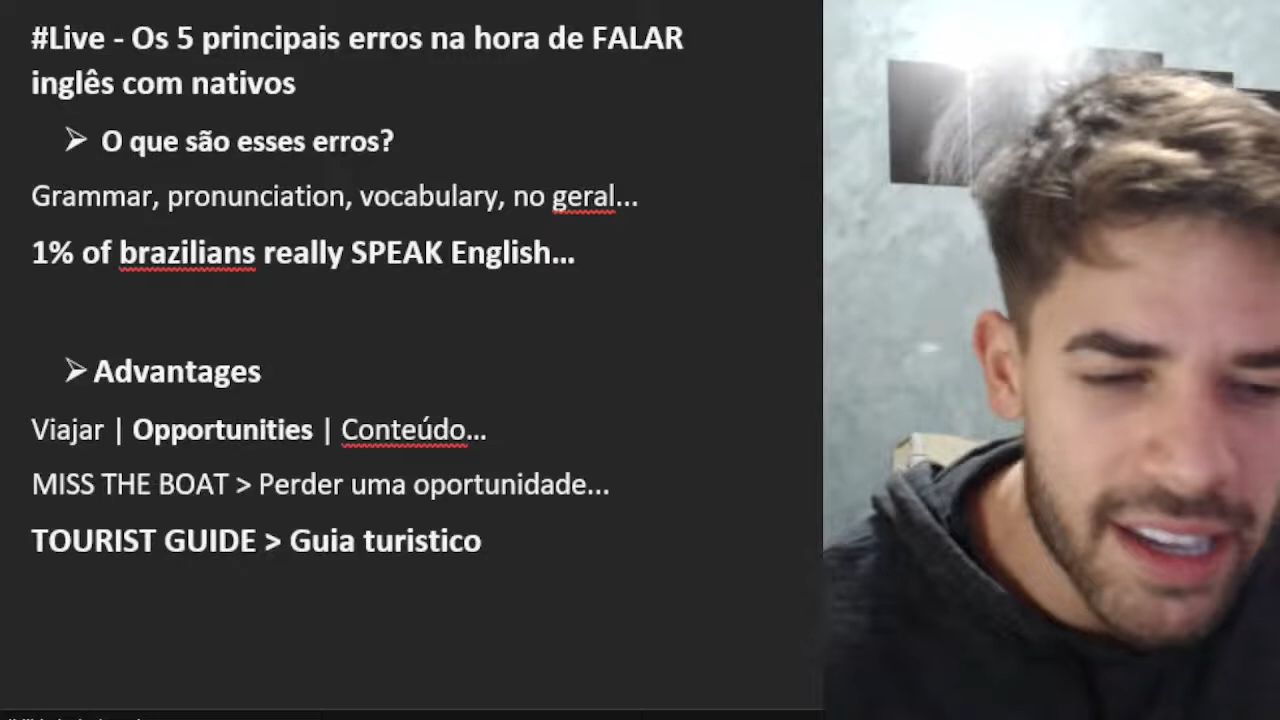 #Live - Os 5 principais erros na hora de FALAR
inglês com nativos
➢ O que são esses erros?
Grammar, pronunciation, vocabulary, no geral...
1% of brazilians really SPEAK English...
➢ Advantages
Viajar | Opportunities | Conteúdo...
MISS THE BOAT > Perder uma oportunidade...
TOURIST GUIDE > Guia turistico